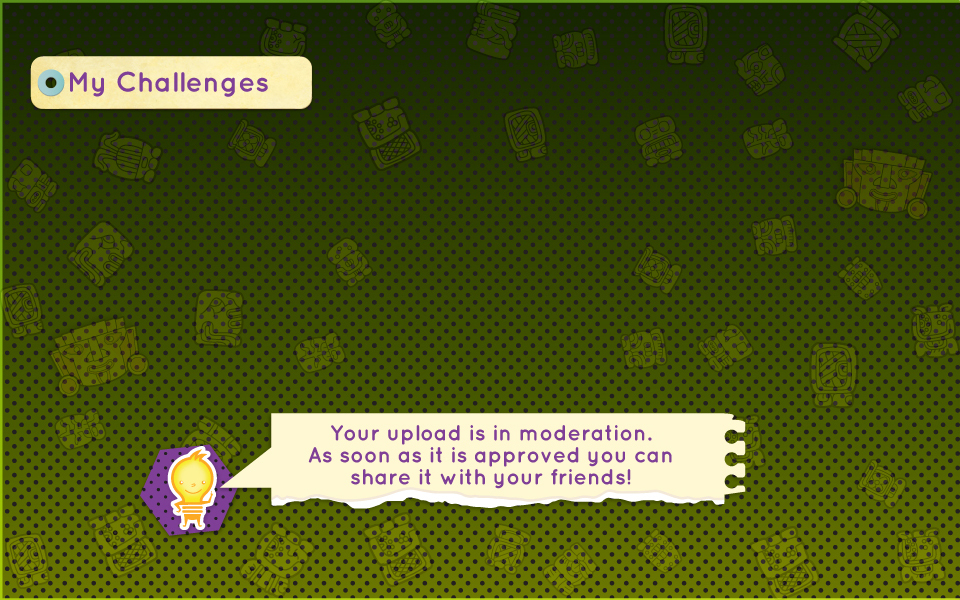 My Challenges
Your upload is in moderation.
As soon as it is approved you can
share it with your friends!